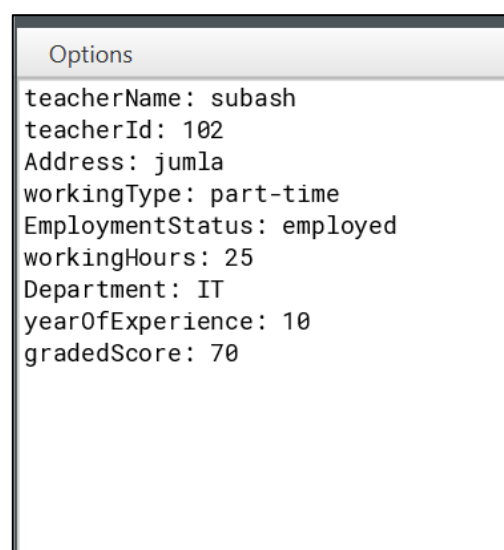 Options
teacherName: subash
teacherId: 102
Address: jumla
workingType: part-time
EmploymentStatus: employed
workingHours: 25
Department: IT
yearOfExperience: 10
gradedScore: 70